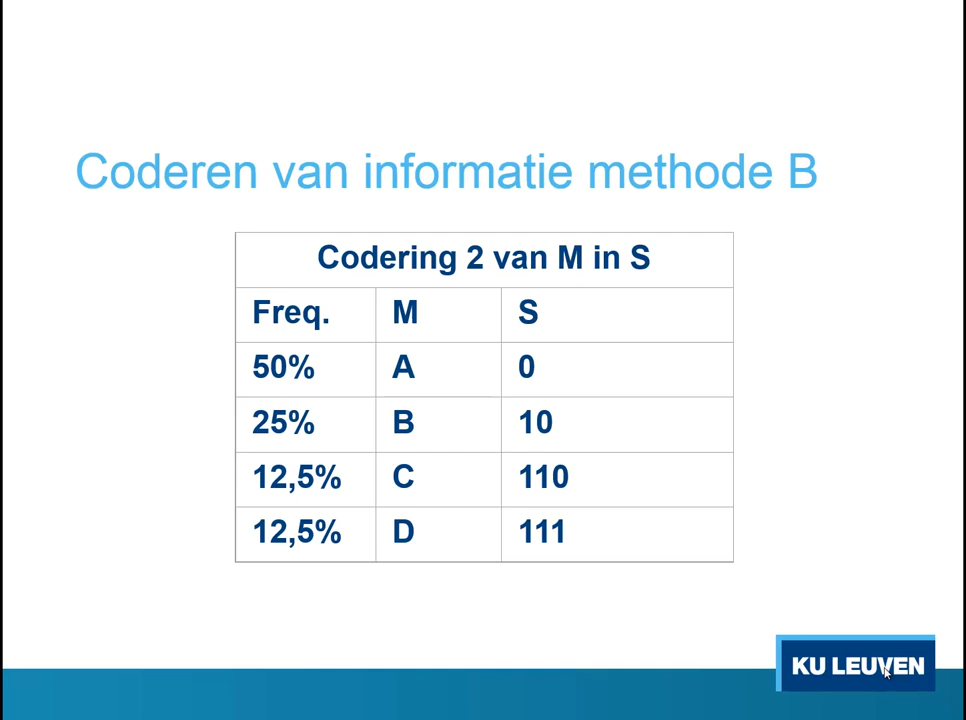 Coderen van informatie methode B
Codering 2 van M in S
Freq. M S
50% A 0
25% B 10
12,5% C 110
12,5% D 111
KU LEUVEN